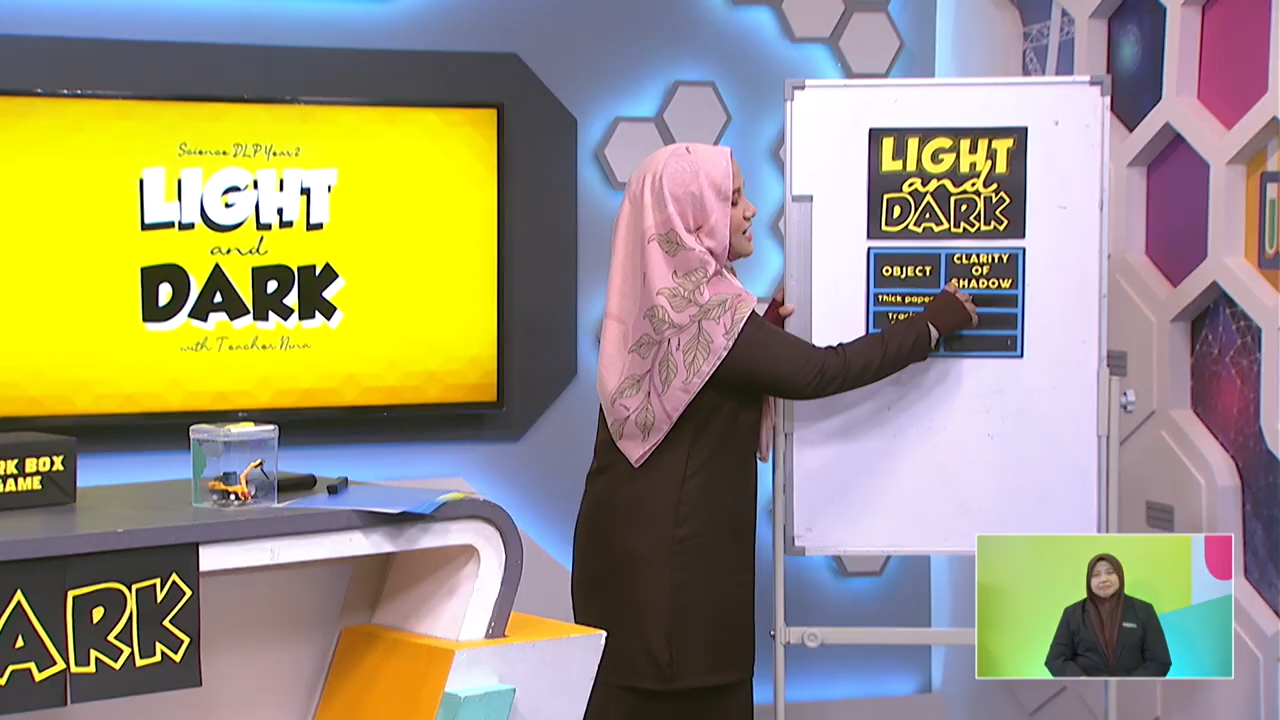 Science DLP Year 2
LIGHT
and
DARK
with Teacher Nina
LIGHT
and
DARK
OBJECT
CLARITY
OF
SHADOW
Thick paper
RK BOX
GAME
ARK